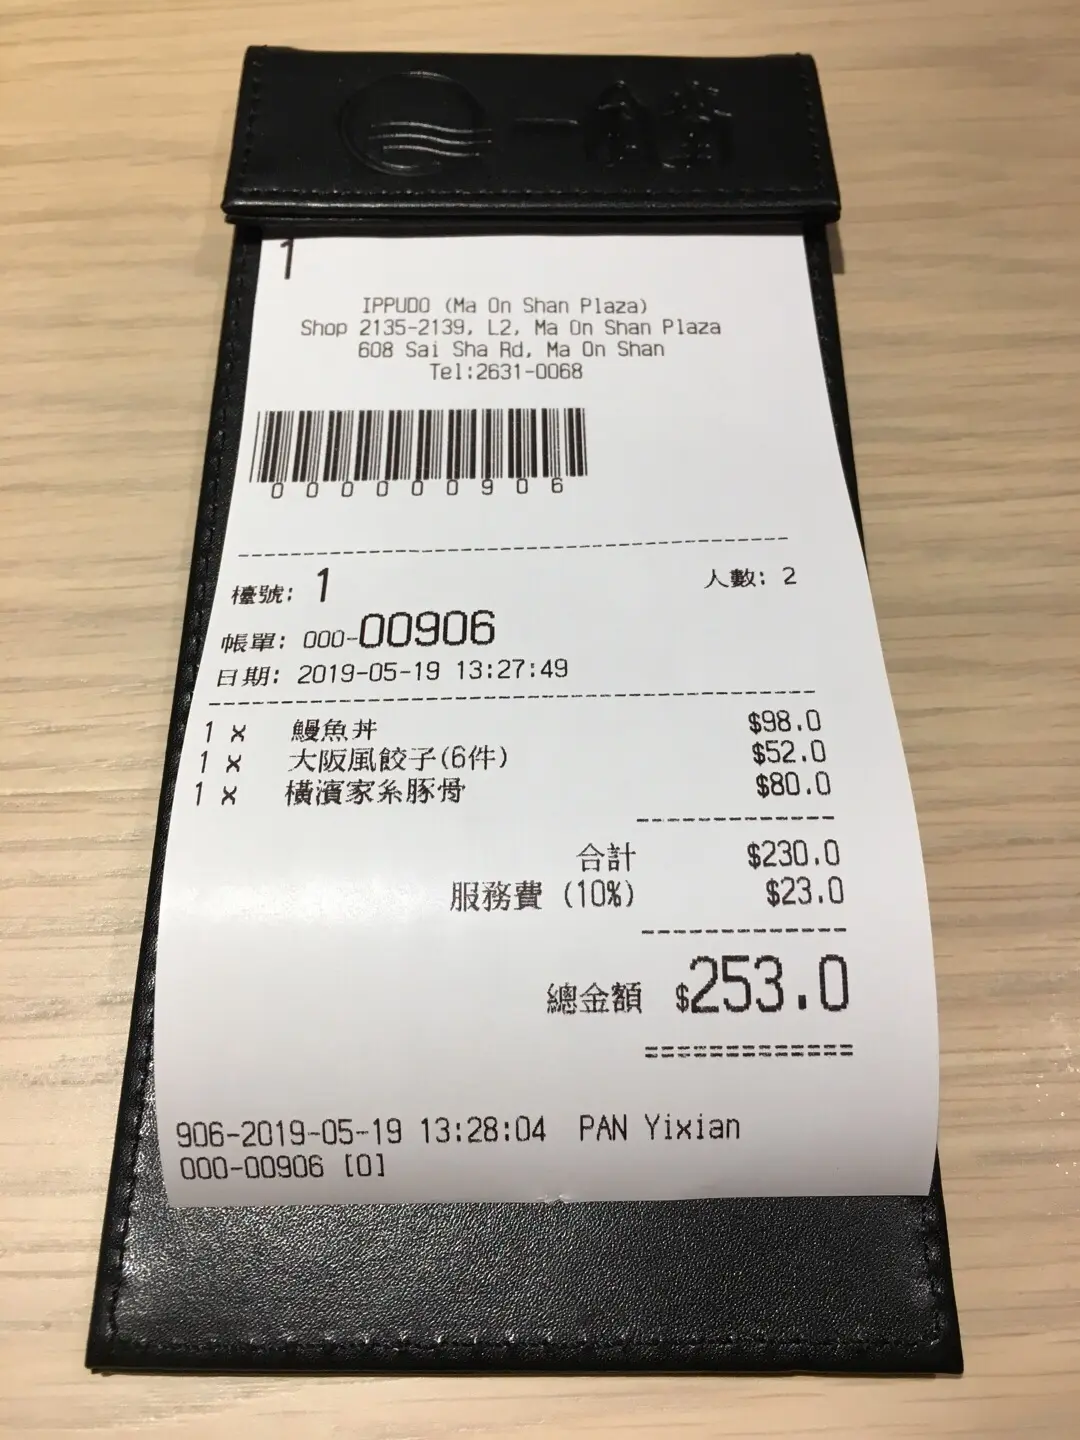 一風堂
1
IPPUDO (Ma On Shan Plaza)
Shop 2135-2139, L2, Ma On Shan Plaza
608 Sai Sha Rd, Ma On Shan
Tel:2631-0068
000000906
檯號: 1 人數: 2
帳單: 000-00906
日期: 2019-05-19 13:27:49
1 x 鰻魚丼 $98.0
1 x 大阪風餃子(6件) $52.0
1 x 橫濱家系豚骨 $80.0
合計 $230.0
服務費 (10%) $23.0
總金額 $253.0
906-2019-05-19 13:28:04 PAN Yixian
000-00906 [0]